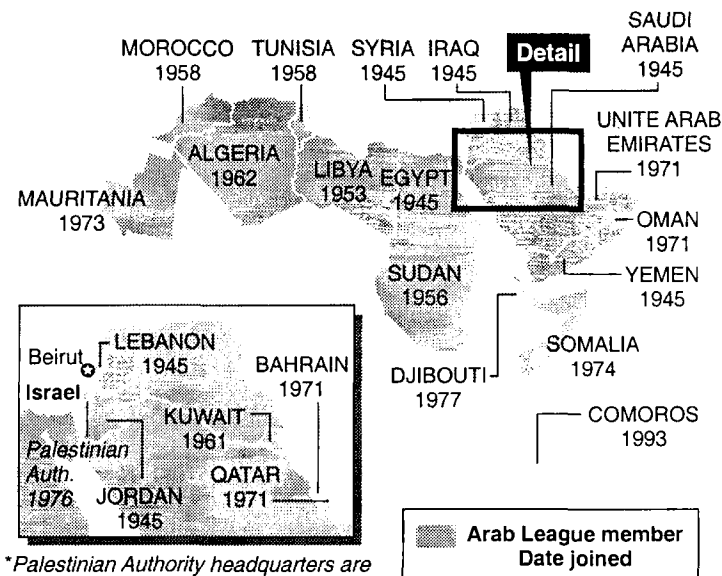 MOROCCO
1958
TUNISIA
1958
SYRIA
1945
IRAQ
1945
Detail
SAUDI
ARABIA
1945
UNITE ARAB
EMIRATES
1971
ALGERIA
1962
LIBYA
1953
EGYPT
1945
MAURITANIA
1973
OMAN
1971
SUDAN
1956
YEMEN
1945
SOMALIA
1974
DJIBOUTI
1977
COMOROS
1993
LEBANON
1945
Beirut
Israel
BAHRAIN
1971
KUWAIT
1961
Palestinian
Auth.
1976
JORDAN
1945
QATAR
1971
Arab League member
Date joined
*Palestinian Authority headquarters are